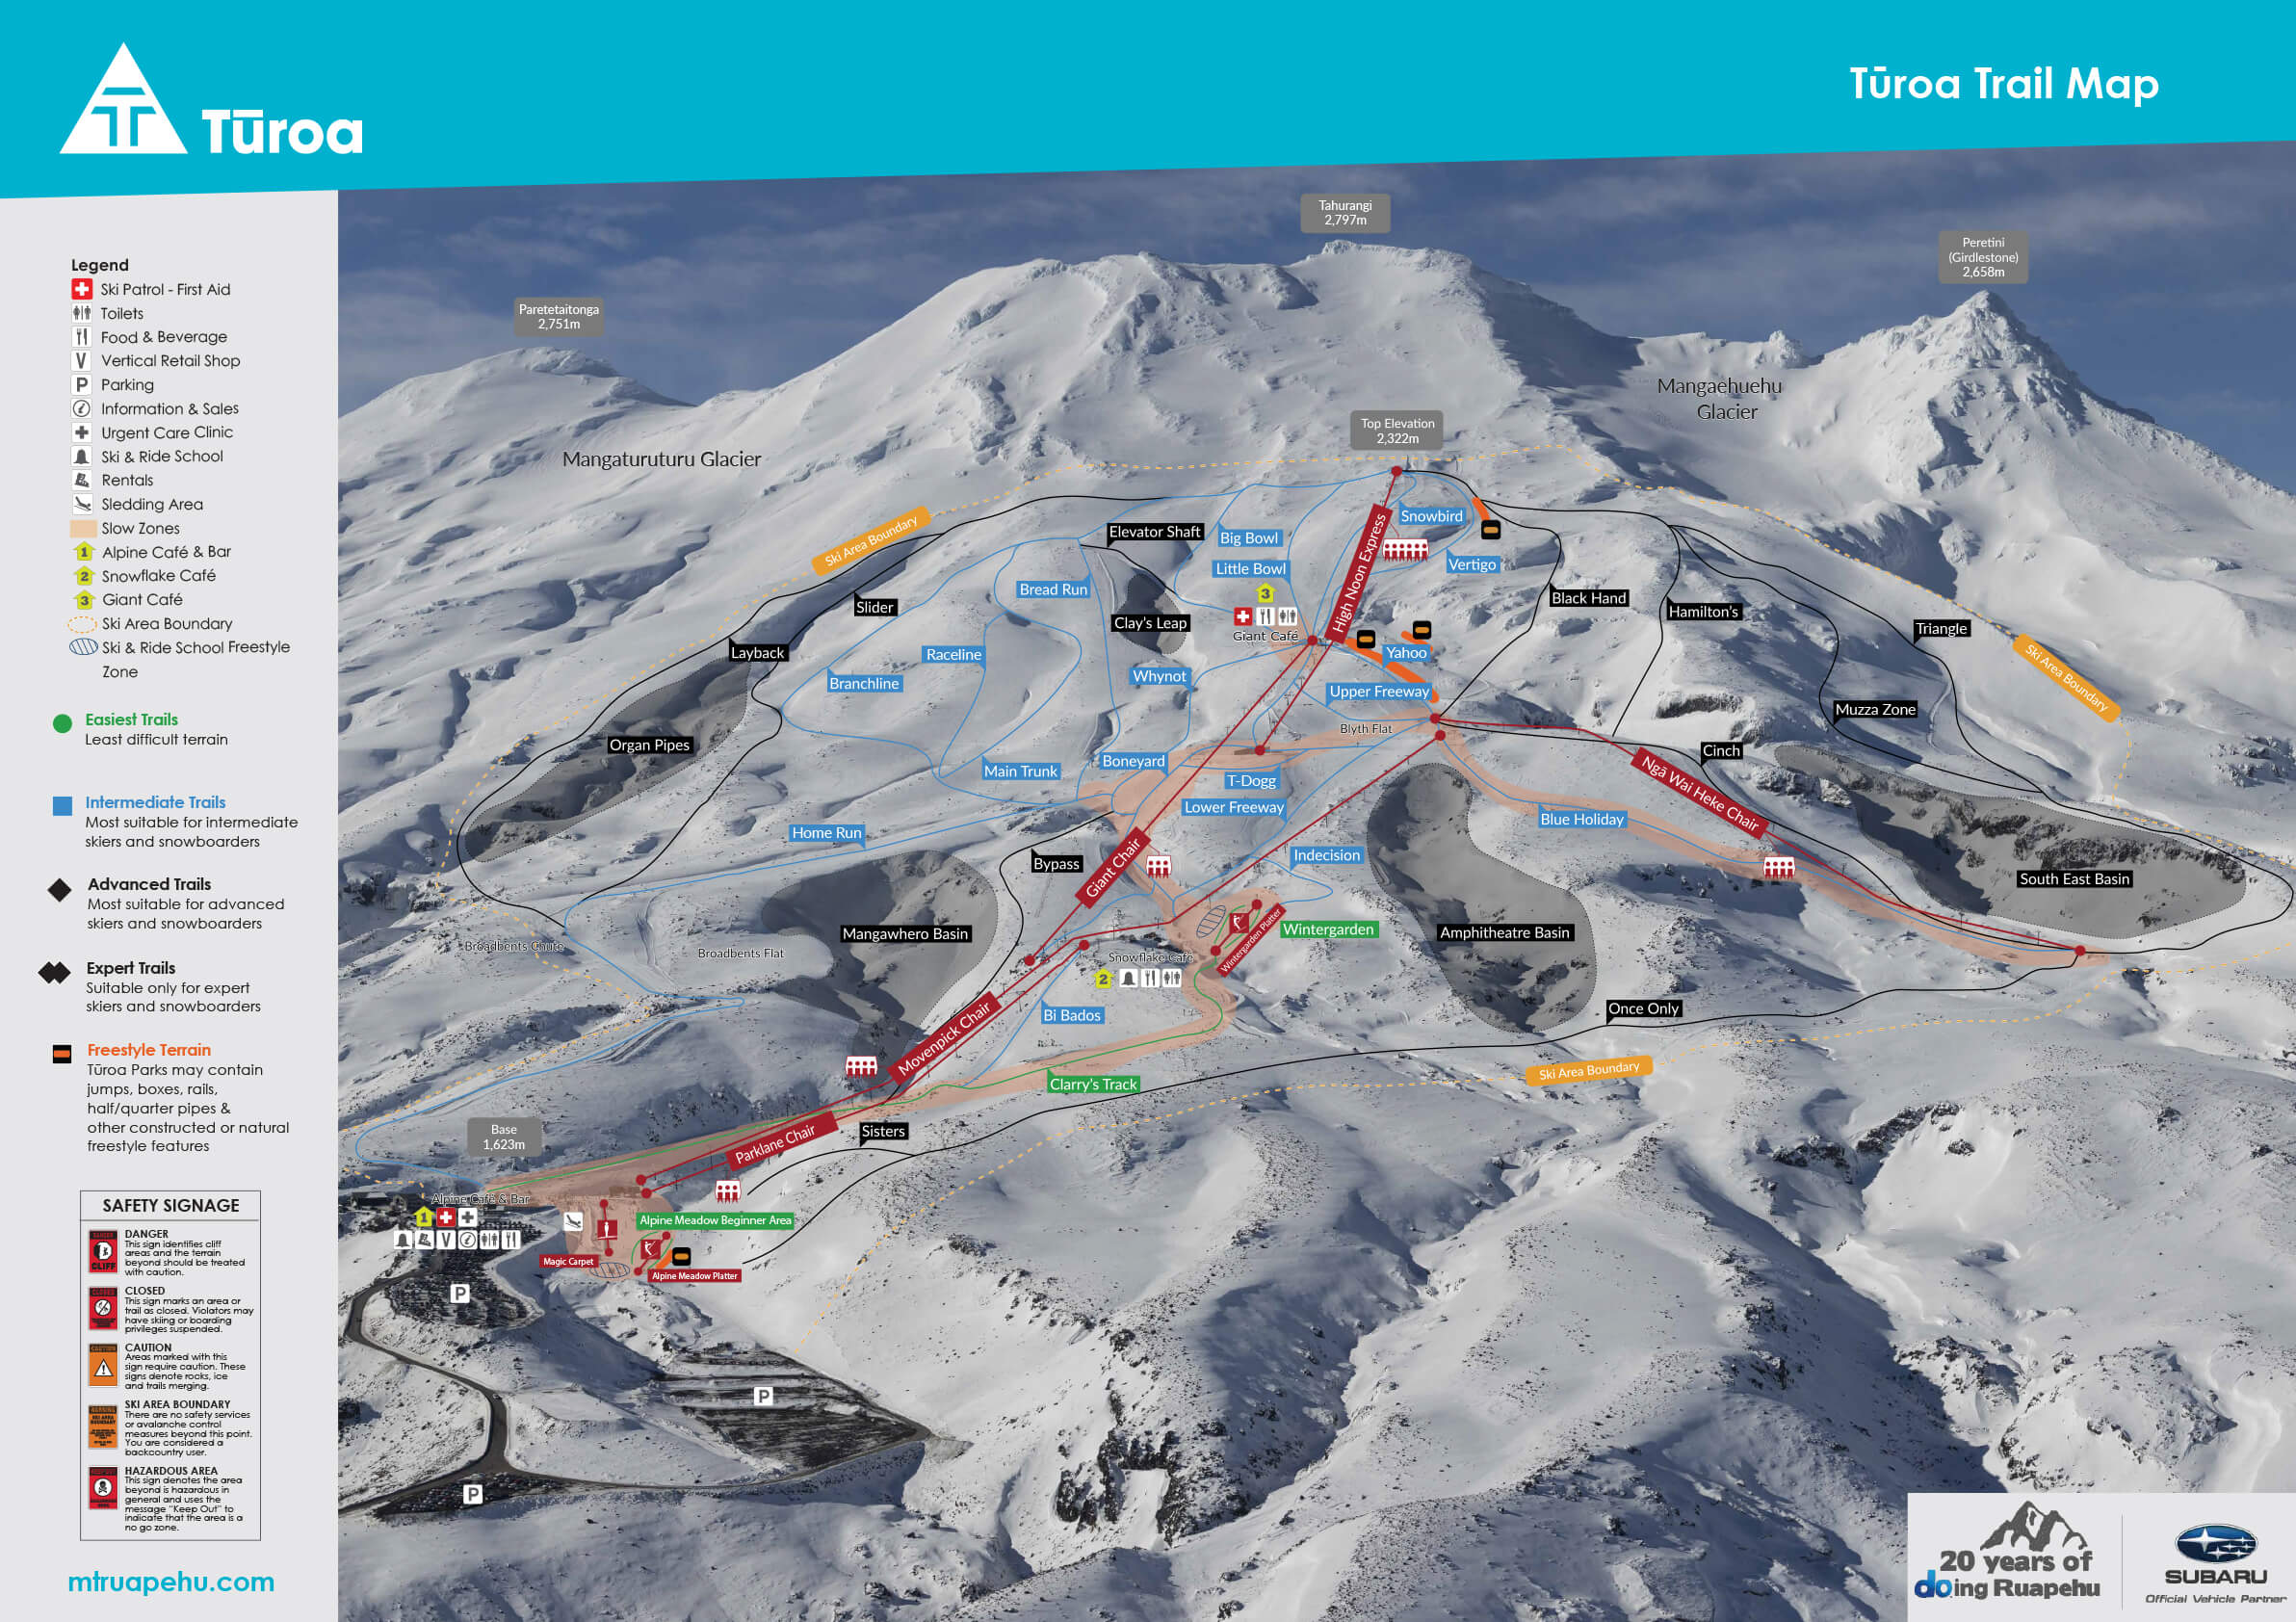 Tūroa
Tūroa Trail Map
Legend
Ski Patrol - First Aid
Toilets
Food & Beverage
Vertical Retail Shop
P Parking
Information & Sales
Urgent Care Clinic
Ski & Ride School
Rentals
Sledding Area
Slow Zones
1 Alpine Café & Bar
2 Snowflake Café
3 Giant Café
Ski Area Boundary
Ski & Ride School Freestyle
Zone
Easiest Trails
Least difficult terrain
Intermediate Trails
Most suitable for intermediate
skiers and snowboarders
Advanced Trails
Most suitable for advanced
skiers and snowboarders
Expert Trails
Suitable only for expert
skiers and snowboarders
Freestyle Terrain
Tūroa Parks may contain
jumps, boxes, rails,
half/quarter pipes &
other constructed or natural
freestyle features
SAFETY SIGNAGE
DANGER
This sign identifies cliff
areas and the terrain
beyond should be treated
with caution.
CLOSED
This sign marks an area or
trail as closed. Violators may
have skiing or boarding
privileges suspended.
CAUTION
Areas marked with this
sign require caution. These
signs denote rocks, ice
and trails merging.
SKI AREA BOUNDARY
There are no safety services
or avalanche control
measures beyond this point.
You are considered a
backcountry user.
HAZARDOUS AREA
This sign denotes the area
beyond is hazardous in
general and uses the
message "Keep Out" to
indicate that the area is a
no go zone.
mtruapehu.com
Tahurangi
2,797m
Peretini
(Girdlestone)
2,658m
Paretetaitonga
2,751m
Mangaehuehu
Glacier
Top Elevation
2,322m
Mangaturuturu Glacier
Ski Area Boundary
Elevator Shaft
Big Bowl
Snowbird
High Noon Express
Little Bowl
Vertigo
Bread Run
3
Black Hand
Slider
Hamilton's
Clay's Leap
Triangle
Giant Café
Layback
Raceline
Yahoo
Ski Area Boundary
Branchline
Whynot
Upper Freeway
Muzza Zone
Blyth Flat
Organ Pipes
Cinch
Boneyard
Main Trunk
T-Dogg
Ngā Wai Heke Chair
Lower Freeway
Blue Holiday
Home Run
Indecision
Bypass
Giant Chair
South East Basin
Wintergarden
Mangawhero Basin
Amphitheatre Basin
Wintergarden Platter
Broadbents Chute
Broadbents Flat
Snowflake Café
2
Once Only
Bi Bados
Movenpick Chair
Ski Area Boundary
Clarry's Track
Base
1,623m
Sisters
Parklane Chair
Alpine Café & Bar
1
Alpine Meadow Beginner Area
Magic Carpet
Alpine Meadow Platter
P
P
P
20 years of
doing Ruapehu
SUBARU
Official Vehicle Partner